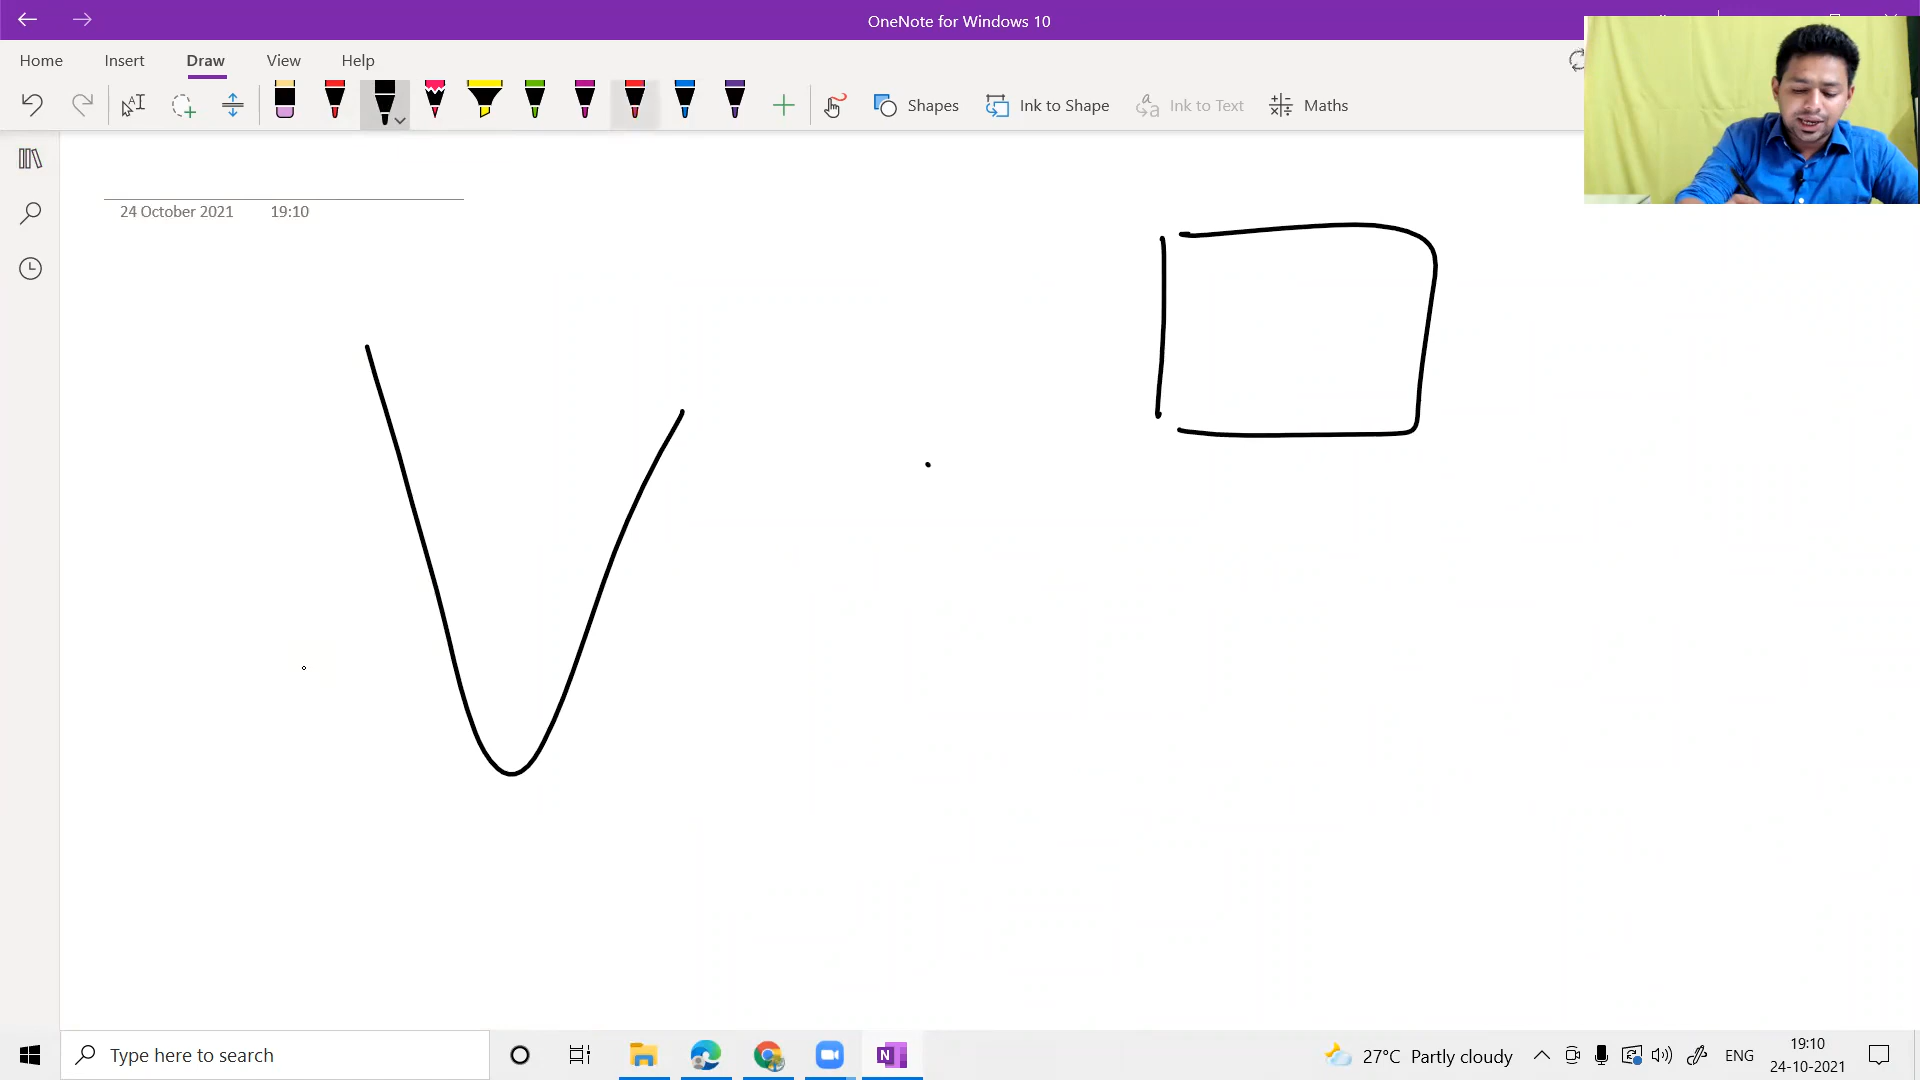 OneNote for Windows 10
Home Insert Draw View Help
Shapes Ink to Shape Ink to Text Maths
24 October 2021 19:10
Type here to search
27°C Partly cloudy ENG 19:10
24-10-2021